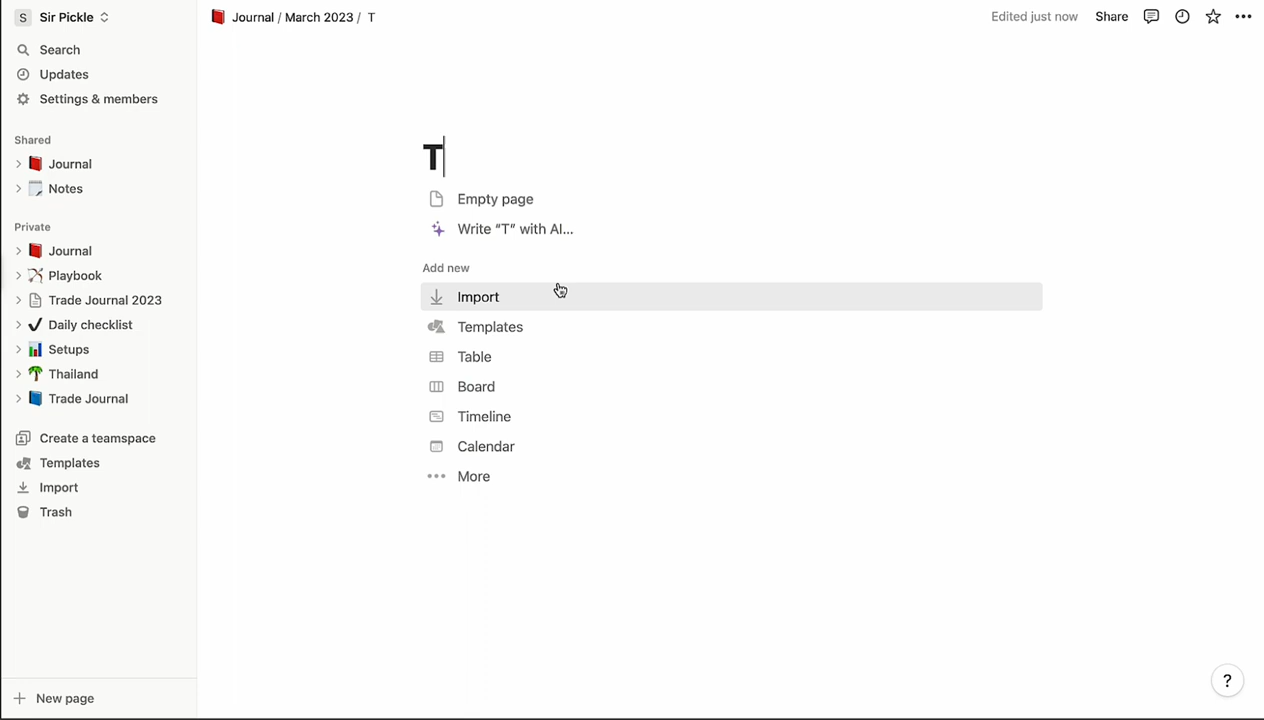 S Sir Pickle
Search
Updates
Settings & members
Shared
Journal
Notes
Private
Journal
Playbook
Trade Journal 2023
Daily checklist
Setups
Thailand
Trade Journal
Create a teamspace
Templates
Import
Trash
New page
Journal / March 2023 / T
Edited just now
Share
T
Empty page
Write “T” with AI...
Add new
Import
Templates
Table
Board
Timeline
Calendar
More
?